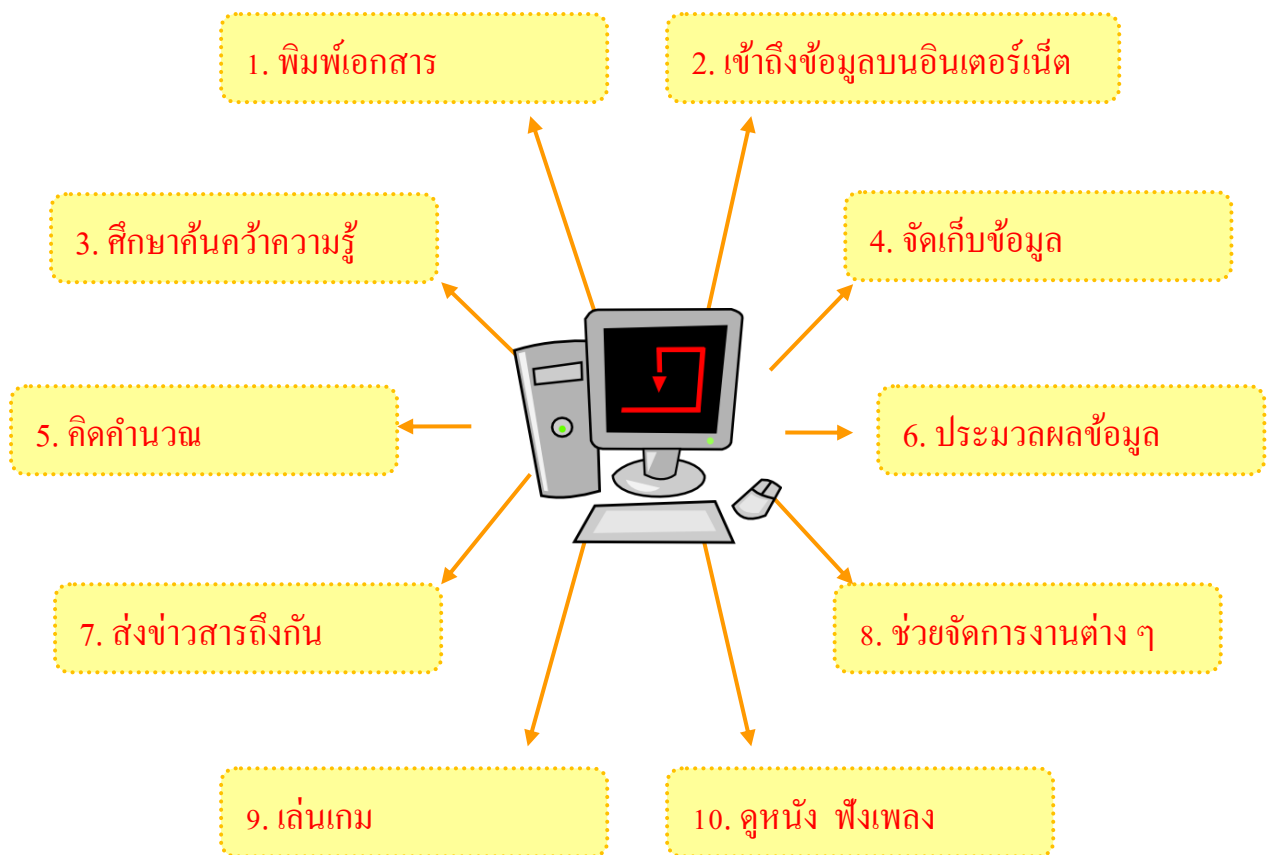 1. พิมพ์เอกสาร
2. เข้าถึงข้อมูลบนอินเตอร์เน็ต
3. ศึกษาค้นคว้าความรู้
4. จัดเก็บข้อมูล
5. คิดคำนวณ
6. ประมวลผลข้อมูล
7. ส่งข่าวสารถึงกัน
8. ช่วยจัดการงานต่าง ๆ
9. เล่นเกม
10. ดูหนัง ฟังเพลง